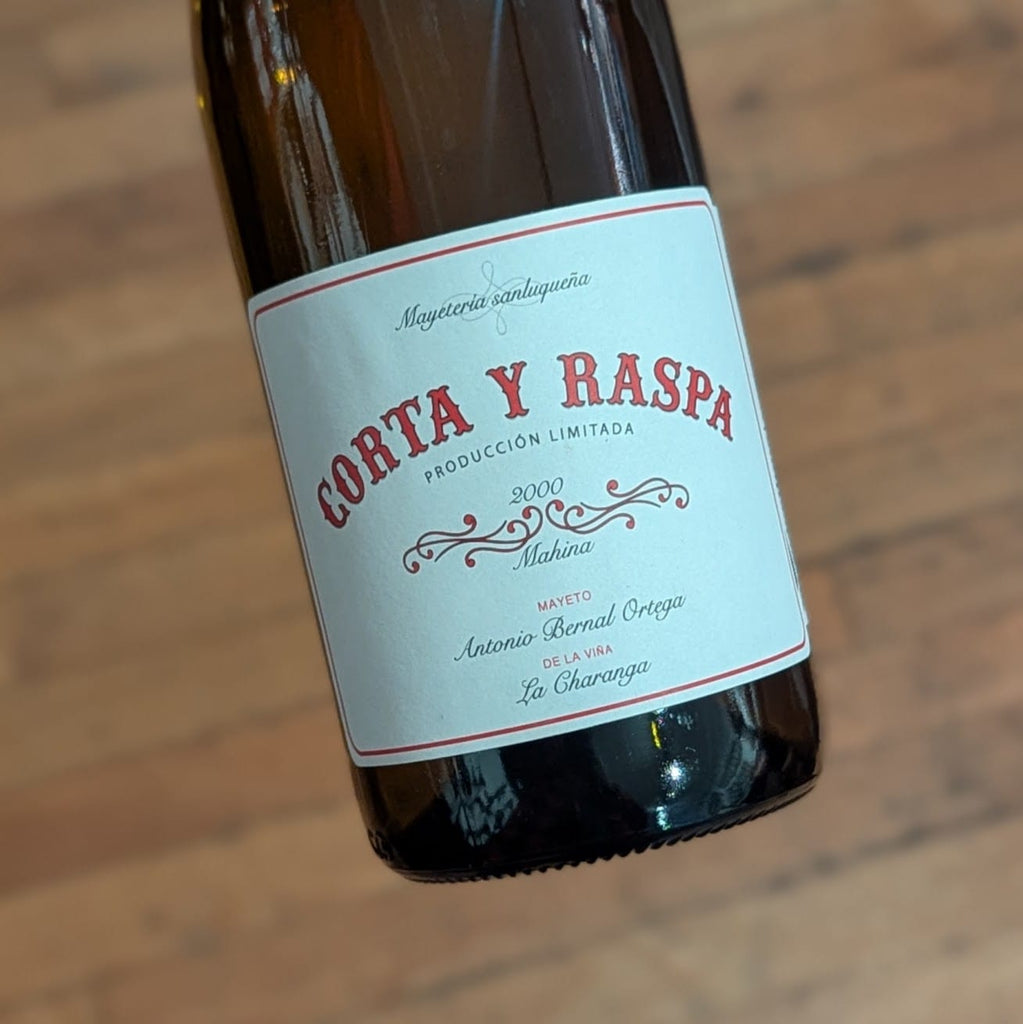 Mayetería sanluqueña
CORTA Y RASPA
PRODUCCIÓN LIMITADA
2000
Mahina
MAYETO
Antonio Bernal Ortega
DE LA VIÑA
La Charanga